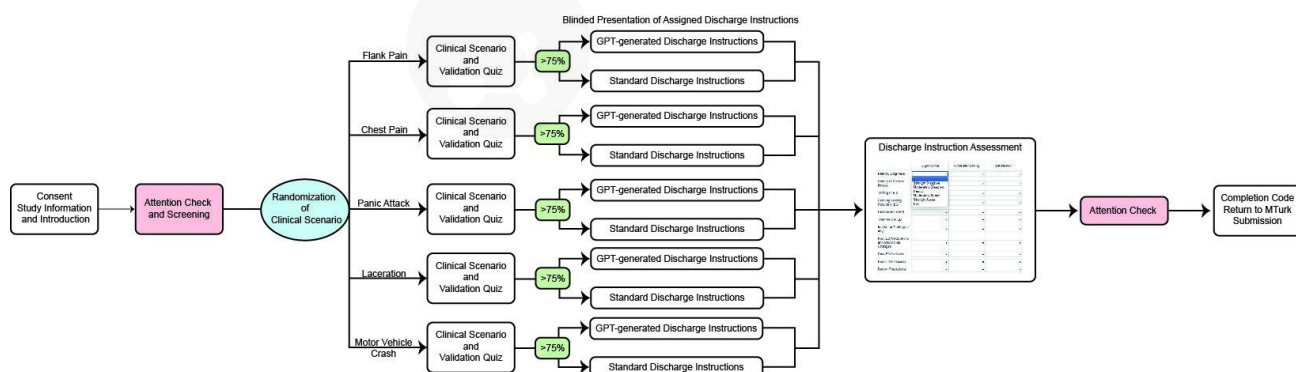 Blinded Presentation of Assigned Discharge Instructions
Consent
Study Information
and Introduction
Attention Check
and Screening
Randomization
of
Clinical Scenario
Flank Pain
Clinical Scenario
and
Validation Quiz
>75%
GPT-generated Discharge Instructions
Standard Discharge Instructions
Chest Pain
Clinical Scenario
and
Validation Quiz
>75%
GPT-generated Discharge Instructions
Standard Discharge Instructions
Panic Attack
Clinical Scenario
and
Validation Quiz
>75%
GPT-generated Discharge Instructions
Standard Discharge Instructions
Laceration
Clinical Scenario
and
Validation Quiz
>75%
GPT-generated Discharge Instructions
Standard Discharge Instructions
Motor Vehicle
Crash
Clinical Scenario
and
Validation Quiz
>75%
GPT-generated Discharge Instructions
Standard Discharge Instructions
Discharge Instruction Assessment
Attention Check
Completion Code
Return to MTurk
Submission